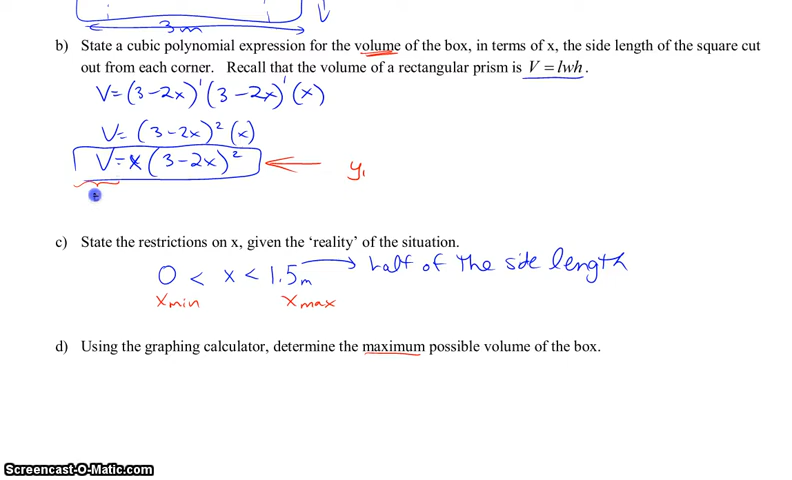 3m
b) State a cubic polynomial expression for the volume of the box, in terms of x, the side length of the square cut
out from each corner. Recall that the volume of a rectangular prism is V = lwh.
V=(3-2x)¹(3-2x)¹(x)
V=(3-2x)²(x)
V=x(3-2x)² y₁
c) State the restrictions on x, given the ‘reality’ of the situation.
0 < x < 1.5m → half of the side length
xmin xmax
d) Using the graphing calculator, determine the maximum possible volume of the box.
Screencast-O-Matic.com